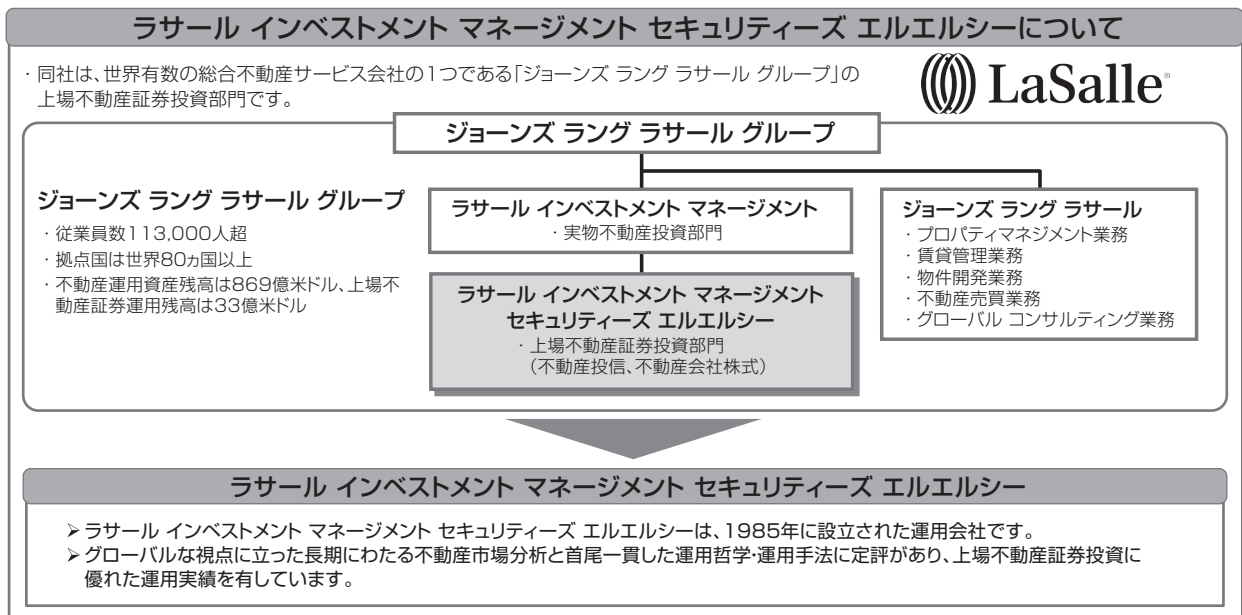 ラサール インベストメント マネージメント セキュリティーズ エルエルシーについて
・同社は、世界有数の総合不動産サービス会社の1つである「ジョーンズ ラング ラサール グループ」の
上場不動産証券投資部門です。
LaSalle®
ジョーンズ ラング ラサール グループ
ジョーンズ ラング ラサール グループ
・従業員数113,000人超
・拠点国は世界80ヵ国以上
・不動産運用資産残高は869億米ドル、上場不
動産証券運用残高は33億米ドル
ラサール インベストメント マネージメント
・実物不動産投資部門
ラサール インベストメント マネージメント
セキュリティーズ エルエルシー
・上場不動産証券投資部門
(不動産投信、不動産会社株式)
ジョーンズ ラング ラサール
・プロパティマネジメント業務
・賃貸管理業務
・物件開発業務
・不動産売買業務
・グローバル コンサルティング業務
ラサール インベストメント マネージメント セキュリティーズ エルエルシー
➢ラサール インベストメント マネージメント セキュリティーズ エルエルシーは、1985年に設立された運用会社です。
➢グローバルな視点に立った長期にわたる不動産市場分析と首尾一貫した運用哲学・運用手法に定評があり、上場不動産証券投資に
優れた運用実績を有しています。